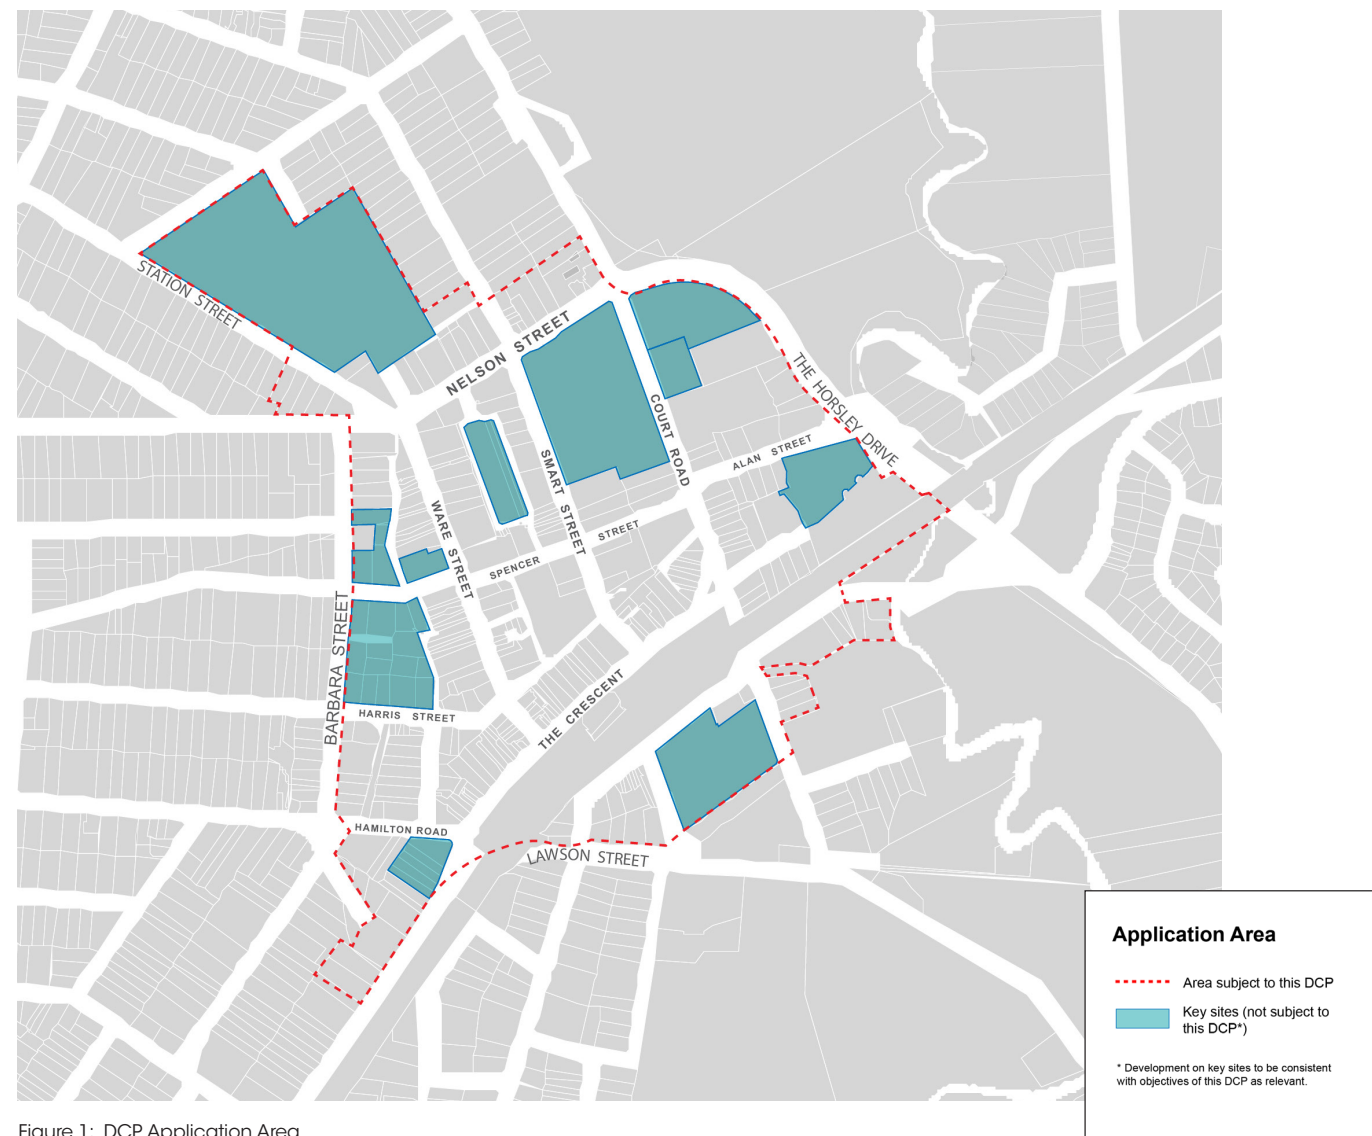 STATION STREET
NELSON STREET
THE HORSLEY DRIVE
COURT ROAD
ALAN STREET
SMART STREET
WARE STREET
SPENCER STREET
BARBARA STREET
HARRIS STREET
THE CRESCENT
HAMILTON ROAD
LAWSON STREET
Application Area
Area subject to this DCP
Key sites (not subject to
this DCP*)
* Development on key sites to be consistent
with objectives of this DCP as relevant.
Figure 1: DCP Application Area